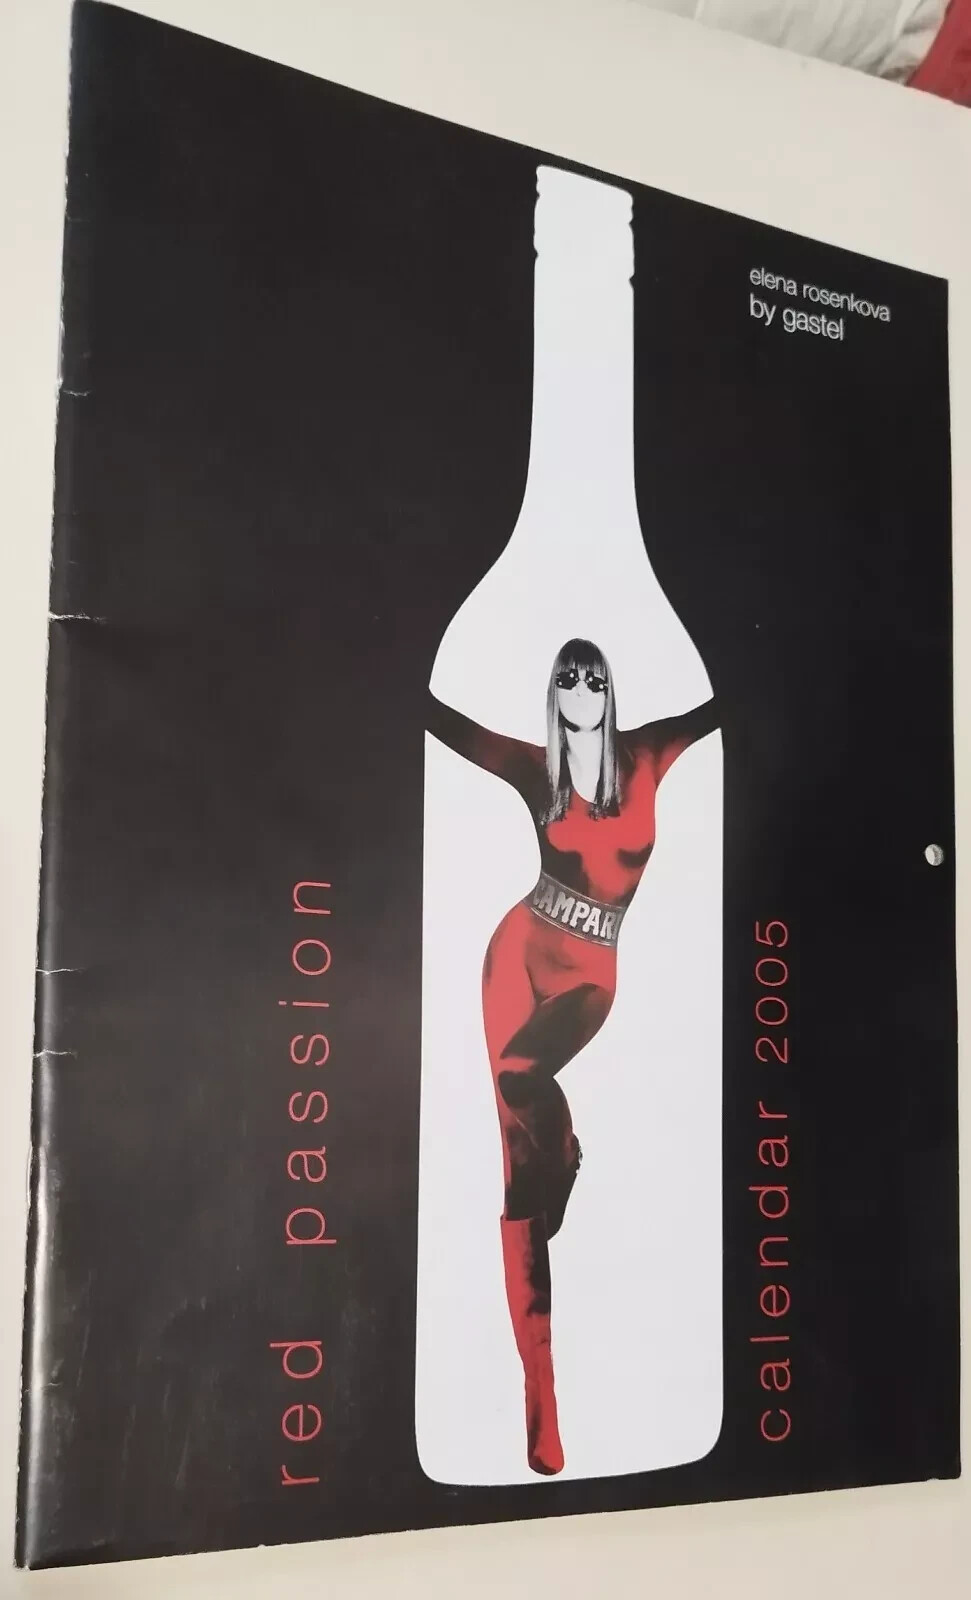 elena rosenkova
by gastel
CAMPARI
red passion
calendar 2005